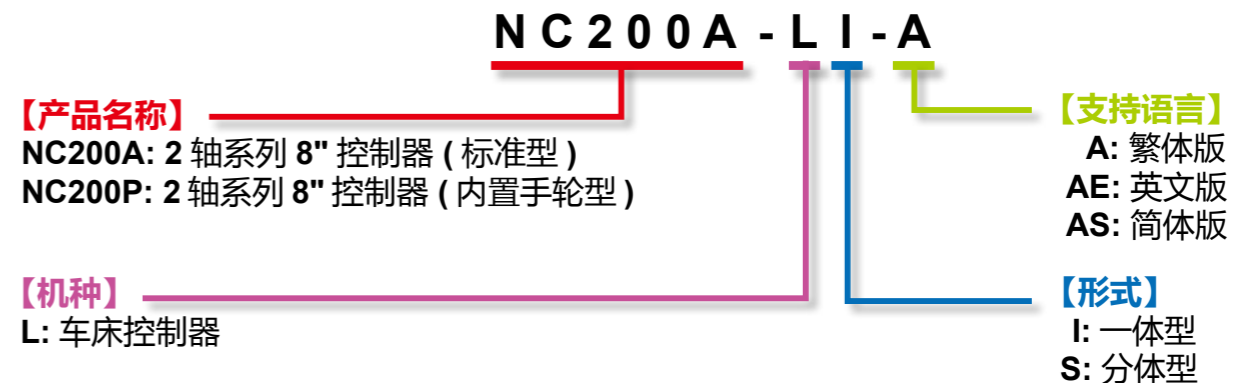 NC200A-LI-A
【产品名称】
NC200A: 2 轴系列 8" 控制器 ( 标准型 )
NC200P: 2 轴系列 8" 控制器 ( 内置手轮型 )
【机种】
L: 车床控制器
【支持语言】
A: 繁体版
AE: 英文版
AS: 简体版
【形式】
I: 一体型
S: 分体型